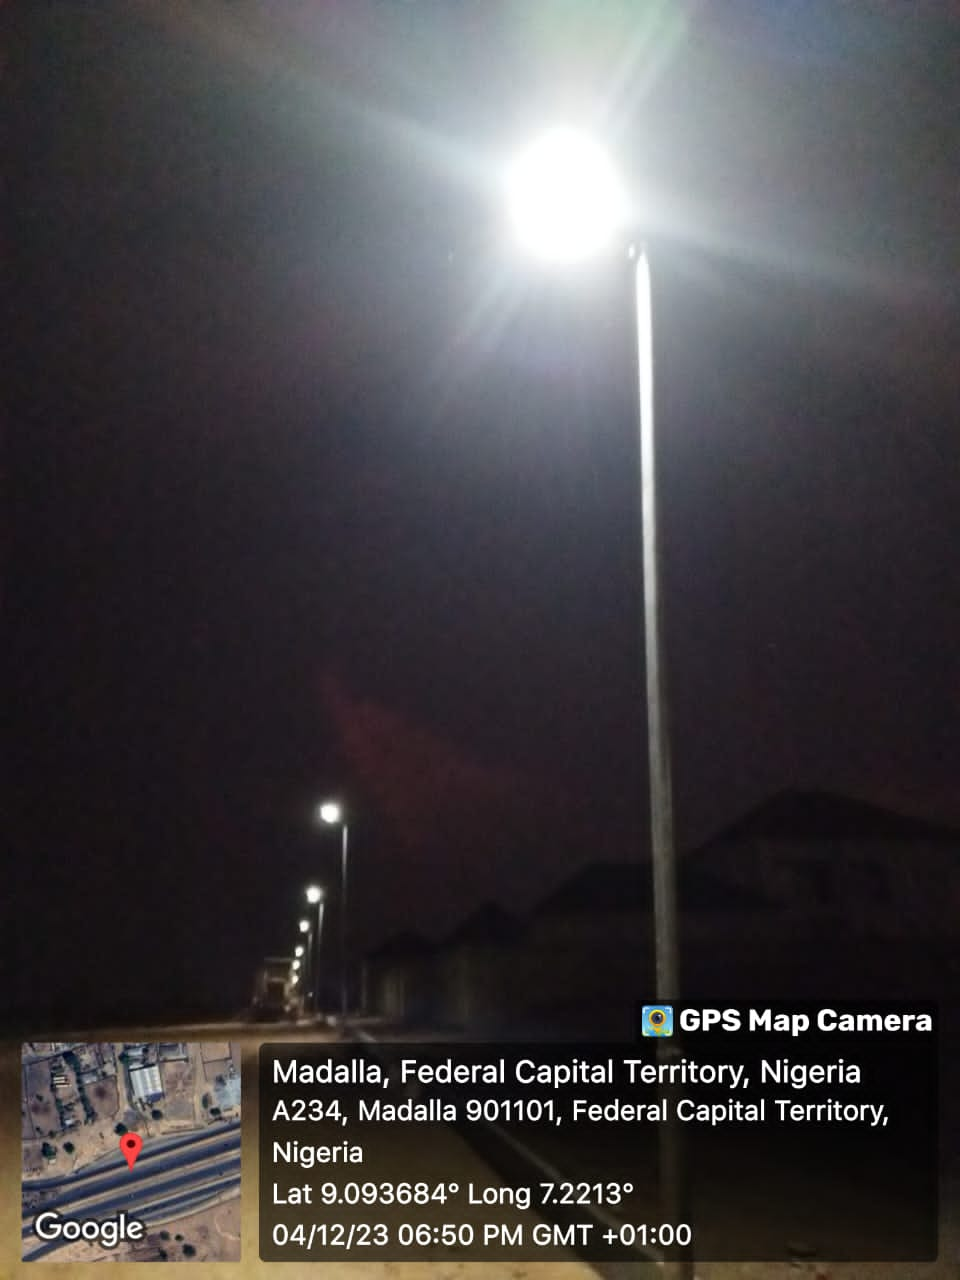 GPS Map Camera
Madalla, Federal Capital Territory, Nigeria
A234, Madalla 901101, Federal Capital Territory,
Nigeria
Lat 9.093684° Long 7.2213°
04/12/23 06:50 PM GMT +01:00
Google